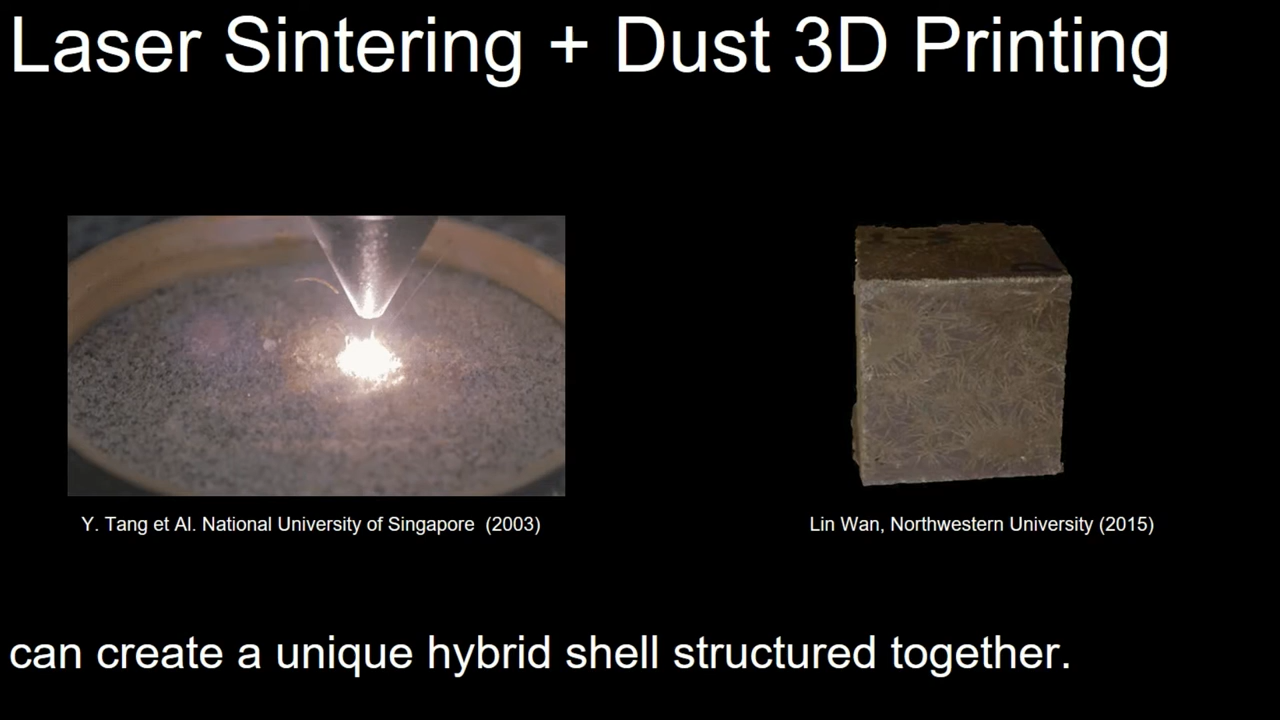 Laser Sintering + Dust 3D Printing
Y. Tang et Al. National University of Singapore (2003)
Lin Wan, Northwestern University (2015)
can create a unique hybrid shell structured together.